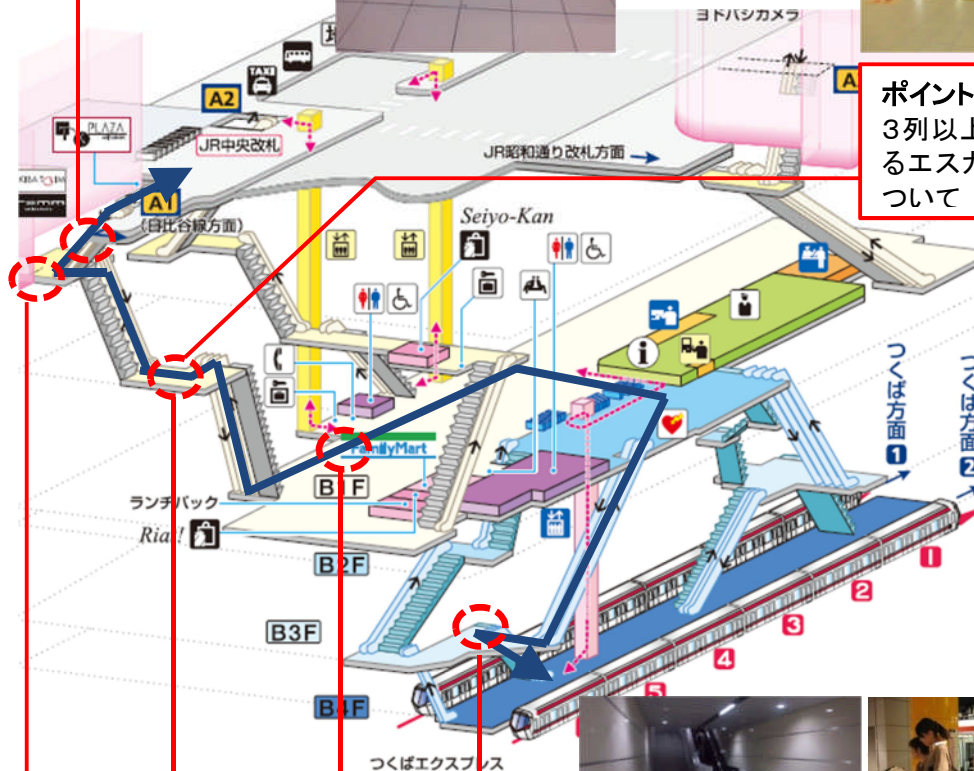 ヨドバシカメラ
TAXI
A2
JR中央改札
PLAZA
ポイント
3列以上
JR昭和通り改札方面
るエスカ
ついて
A1
(日比谷線方面)
Seiyo-Kan
つくば方面 1
つくば方面 2
FamilyMart
B1F
ランチパック
Rial!
B2F
B3F
B4F
1
2
3
4
5
つくばエクスプレス